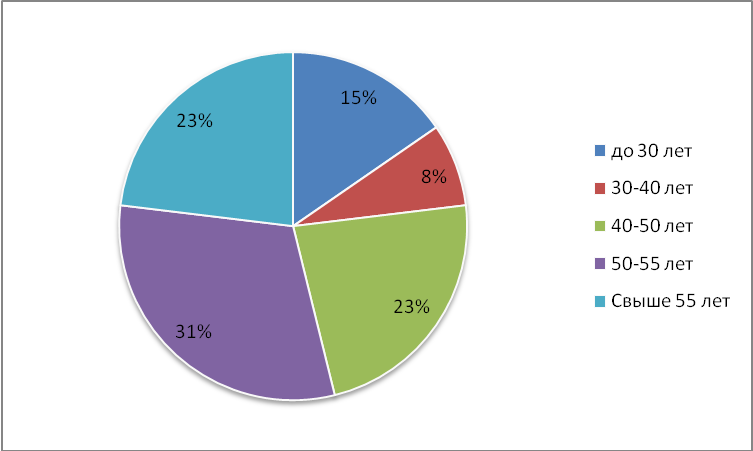 15%
8%
23%
31%
23%
до 30 лет
30-40 лет
40-50 лет
50-55 лет
Свыше 55 лет